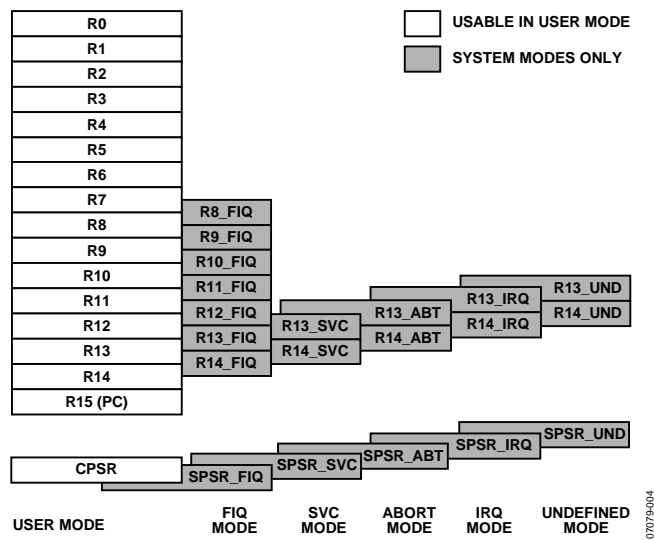 R0
R1
R2
R3
R4
R5
R6
R7
R8
R9
R10
R11
R12
R13
R14
R15 (PC)
USABLE IN USER MODE
SYSTEM MODES ONLY
R8_FIQ
R9_FIQ
R10_FIQ
R11_FIQ
R12_FIQ
R13_FIQ
R14_FIQ
R13_SVC
R14_SVC
R13_ABT
R14_ABT
R13_IRQ
R14_IRQ
R13_UND
R14_UND
CPSR
SPSR_FIQ
SPSR_SVC
SPSR_ABT
SPSR_IRQ
SPSR_UND
USER MODE
FIQ
MODE
SVC
MODE
ABORT
MODE
IRQ
MODE
UNDEFINED
MODE
07079-004